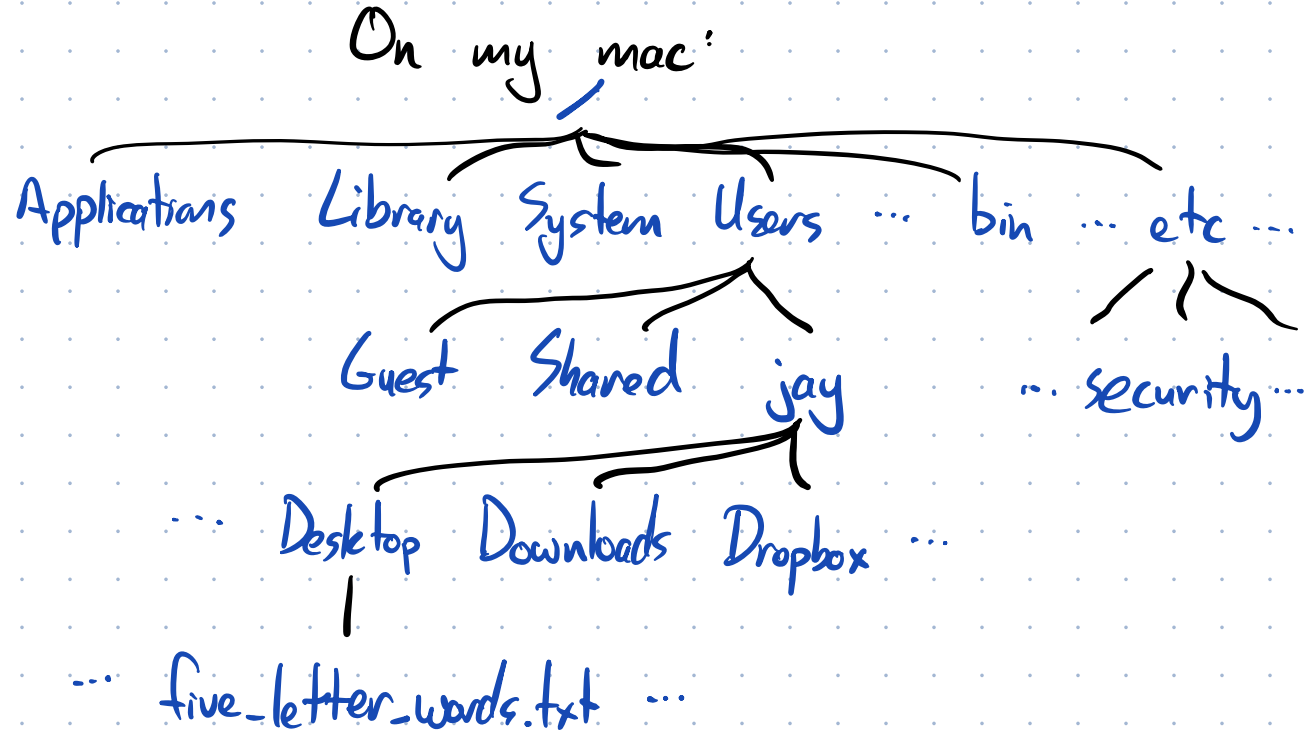 On my mac:
/
Applications Library System Users ... bin ... etc ...
Guest Shared jay ... security ...
... Desktop Downloads Dropbox ...
... five_letter_words.txt ...